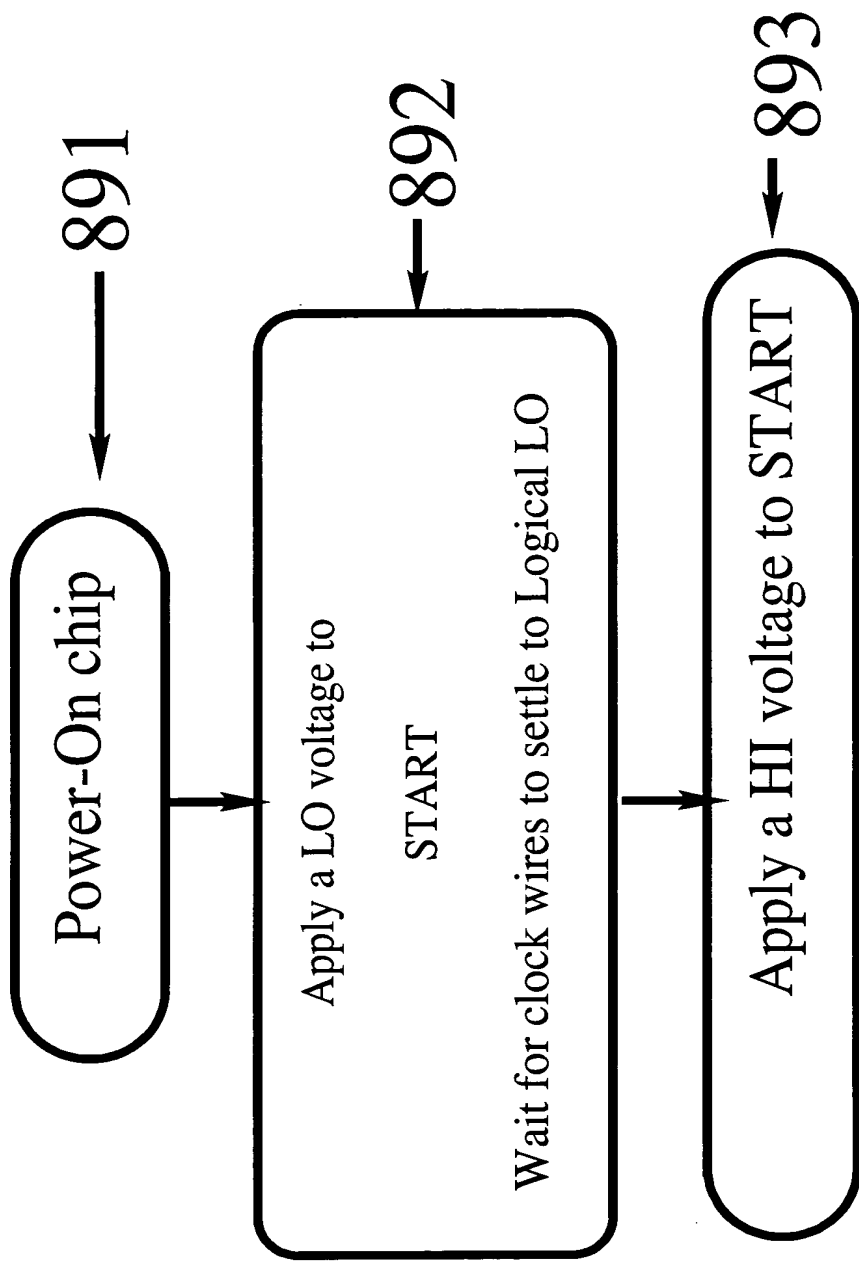 Power-On chip
891
Apply a LO voltage to
START
Wait for clock wires to settle to Logical LO
892
Apply a HI voltage to START
893